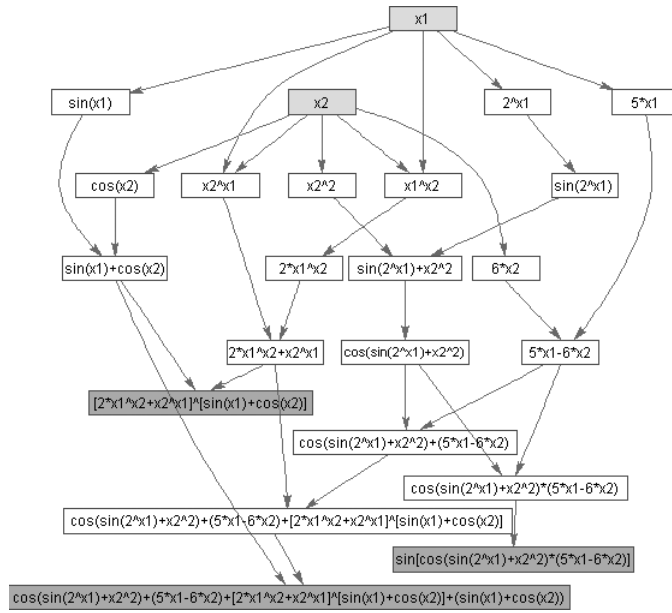 x1
sin(x1)
x2
2^x1
5*x1
cos(x2)
x2^x1
x2^2
x1^x2
sin(2^x1)
sin(x1)+cos(x2)
2*x1^x2
sin(2^x1)+x2^2
6*x2
2*x1^x2+x2^x1
cos(sin(2^x1)+x2^2)
5*x1-6*x2
[2*x1^x2+x2^x1]^[sin(x1)+cos(x2)]
cos(sin(2^x1)+x2^2)+(5*x1-6*x2)
cos(sin(2^x1)+x2^2)*(5*x1-6*x2)
cos(sin(2^x1)+x2^2)+(5*x1-6*x2)+[2*x1^x2+x2^x1]^[sin(x1)+cos(x2)]
sin[cos(sin(2^x1)+x2^2)*(5*x1-6*x2)]
cos(sin(2^x1)+x2^2)+(5*x1-6*x2)+[2*x1^x2+x2^x1]^[sin(x1)+cos(x2)]+(sin(x1)+cos(x2))